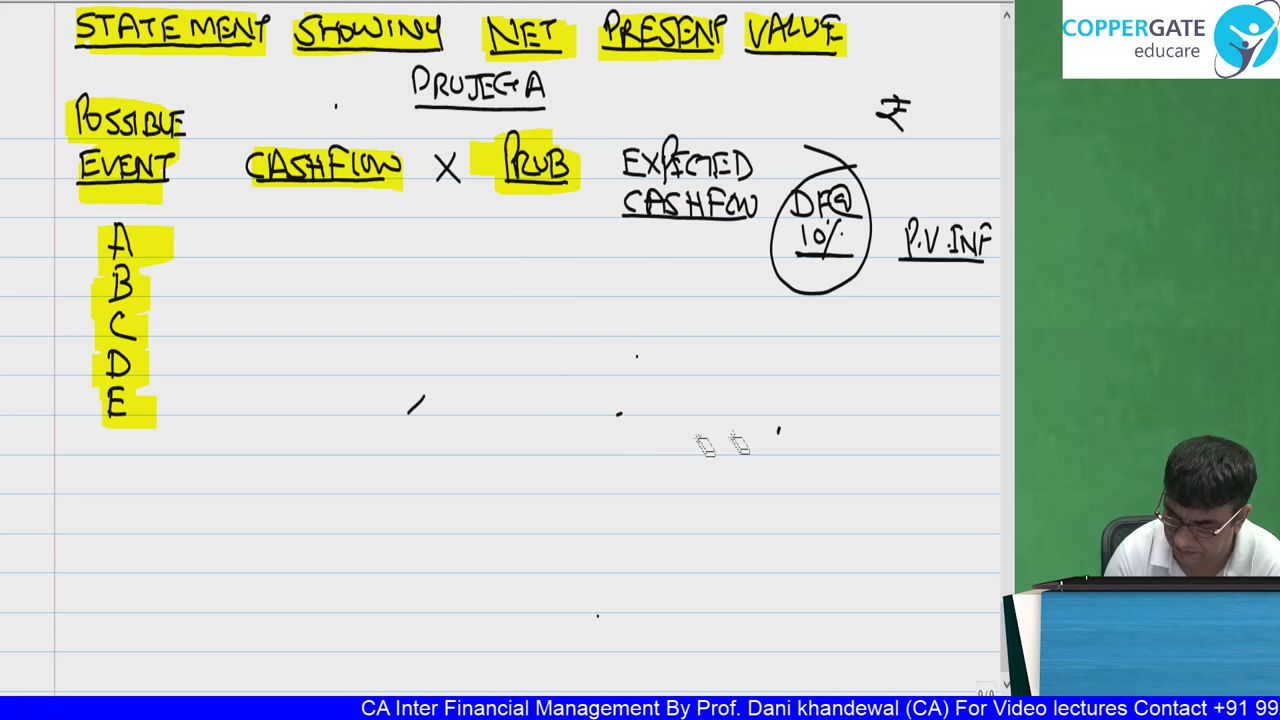 STATEMENT SHOWING NET PRESENT VALUE
PROJECT A
₹
POSSIBLE
EVENT CASHFLOW X PROB EXPECTED
CASHFLOW DF@
10% P.V.INF
A
B
C
D
E
COPPERGATE
educare
CA Inter Financial Management By Prof. Dani khandewal (CA) For Video lectures Contact +91 99